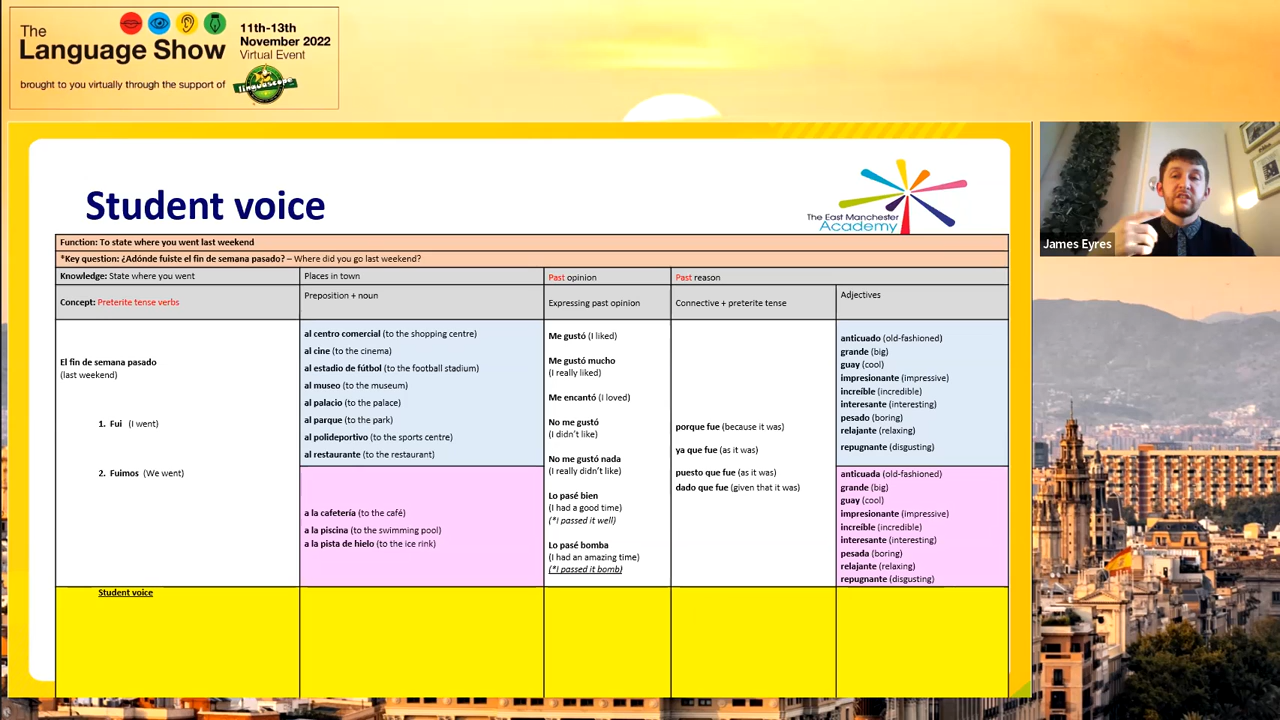 The
Language Show
11th-13th
November 2022
Virtual Event
brought to you virtually through the support of
linguascope
James Eyres
Student voice
The East Manchester
Academy
Function: To state where you went last weekend
*Key question: ¿Adónde fuiste el fin de semana pasado? – Where did you go last weekend?
Knowledge: State where you went
Places in town
Past opinion
Past reason
Concept: Preterite tense verbs
Preposition + noun
Expressing past opinion
Connective + preterite tense
Adjectives
El fin de semana pasado
(last weekend)
1. Fui (I went)
2. Fuimos (We went)
al centro comercial (to the shopping centre)
al cine (to the cinema)
al estadio de fútbol (to the football stadium)
al museo (to the museum)
al palacio (to the palace)
al parque (to the park)
al polideportivo (to the sports centre)
al restaurante (to the restaurant)
a la cafetería (to the café)
a la piscina (to the swimming pool)
a la pista de hielo (to the ice rink)
Me gustó (I liked)
Me gustó mucho
(I really liked)
Me encantó (I loved)
No me gustó
(I didn't like)
No me gustó nada
(I really didn't like)
Lo pasé bien
(I had a good time)
(*I passed it well)
Lo pasé bomba
(I had an amazing time)
(*I passed it bomb)
porque fue (because it was)
ya que fue (as it was)
puesto que fue (as it was)
dado que fue (given that it was)
anticuado (old-fashioned)
grande (big)
guay (cool)
impresionante (impressive)
increíble (incredible)
interesante (interesting)
pesado (boring)
relajante (relaxing)
repugnante (disgusting)
anticuada (old-fashioned)
grande (big)
guay (cool)
impresionante (impressive)
increíble (incredible)
interesante (interesting)
pesada (boring)
relajante (relaxing)
repugnante (disgusting)
Student voice